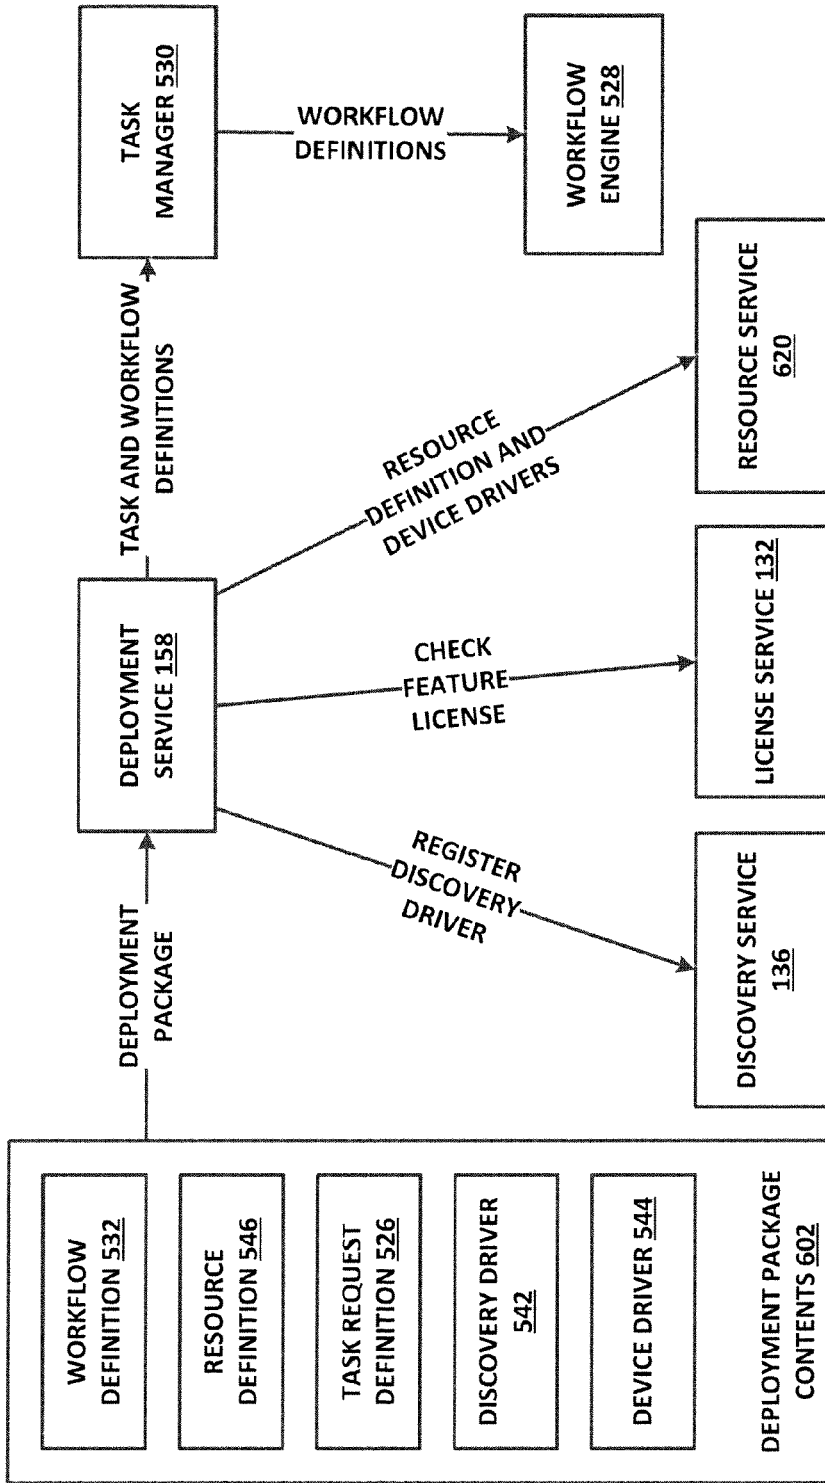 WORKFLOW
DEFINITION 532
RESOURCE
DEFINITION 546
TASK REQUEST
DEFINITION 526
DISCOVERY DRIVER
542
DEVICE DRIVER 544
DEPLOYMENT PACKAGE
CONTENTS 602
DEPLOYMENT
PACKAGE
DEPLOYMENT
SERVICE 158
TASK AND WORKFLOW
DEFINITIONS
TASK
MANAGER 530
WORKFLOW
DEFINITIONS
WORKFLOW
ENGINE 528
REGISTER
DISCOVERY
DRIVER
CHECK
FEATURE
LICENSE
RESOURCE
DEFINITION AND
DEVICE DRIVERS
DISCOVERY SERVICE
136
LICENSE SERVICE 132
RESOURCE SERVICE
620